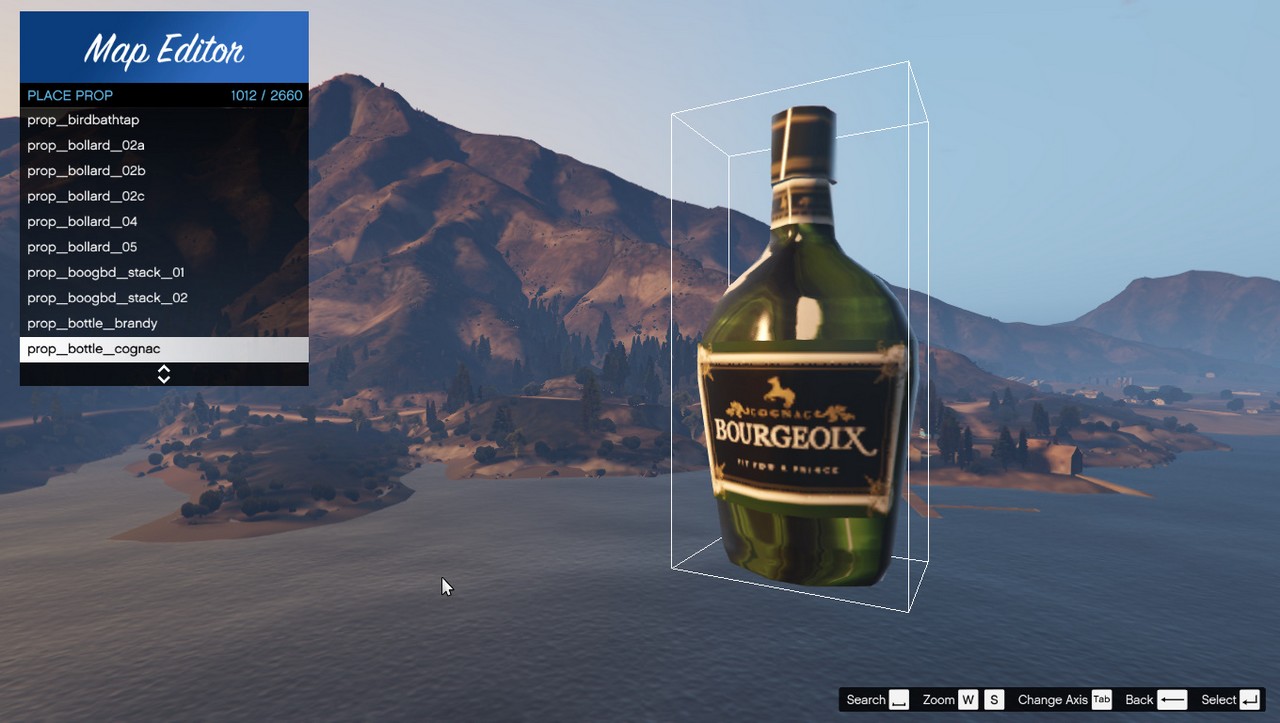 Map Editor
PLACE PROP 1012 / 2660
prop_birdbathtap
prop_bollard_02a
prop_bollard_02b
prop_bollard_02c
prop_bollard_04
prop_bollard_05
prop_boogbd_stack_01
prop_boogbd_stack_02
prop_bottle_brandy
prop_bottle_cognac
COGNAC
BOURGEOIX
FIT FOR A PRINCE
Search Zoom W S Change Axis Tab Back Select